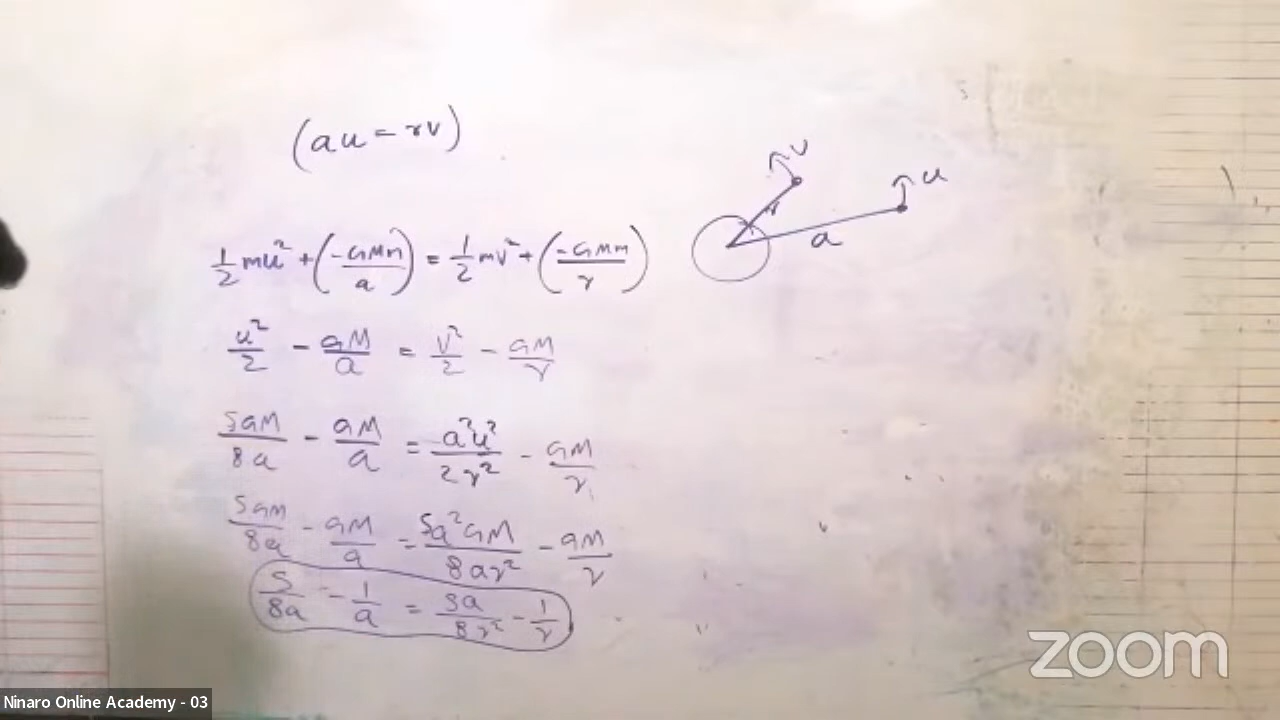 (au = rv)
v
u
r
a
1/2 mu² + (-GMm/a) = 1/2 mv² + (-GMm/r)
u²/2 - GM/a = v²/2 - GM/r
5GM/8a - GM/a = a²u²/2r² - GM/r
5GM/8a - GM/a = 5a²GM/8ar² - GM/r
5/8a - 1/a = 5a/8r² - 1/r
zoom
Ninaro Online Academy - 03